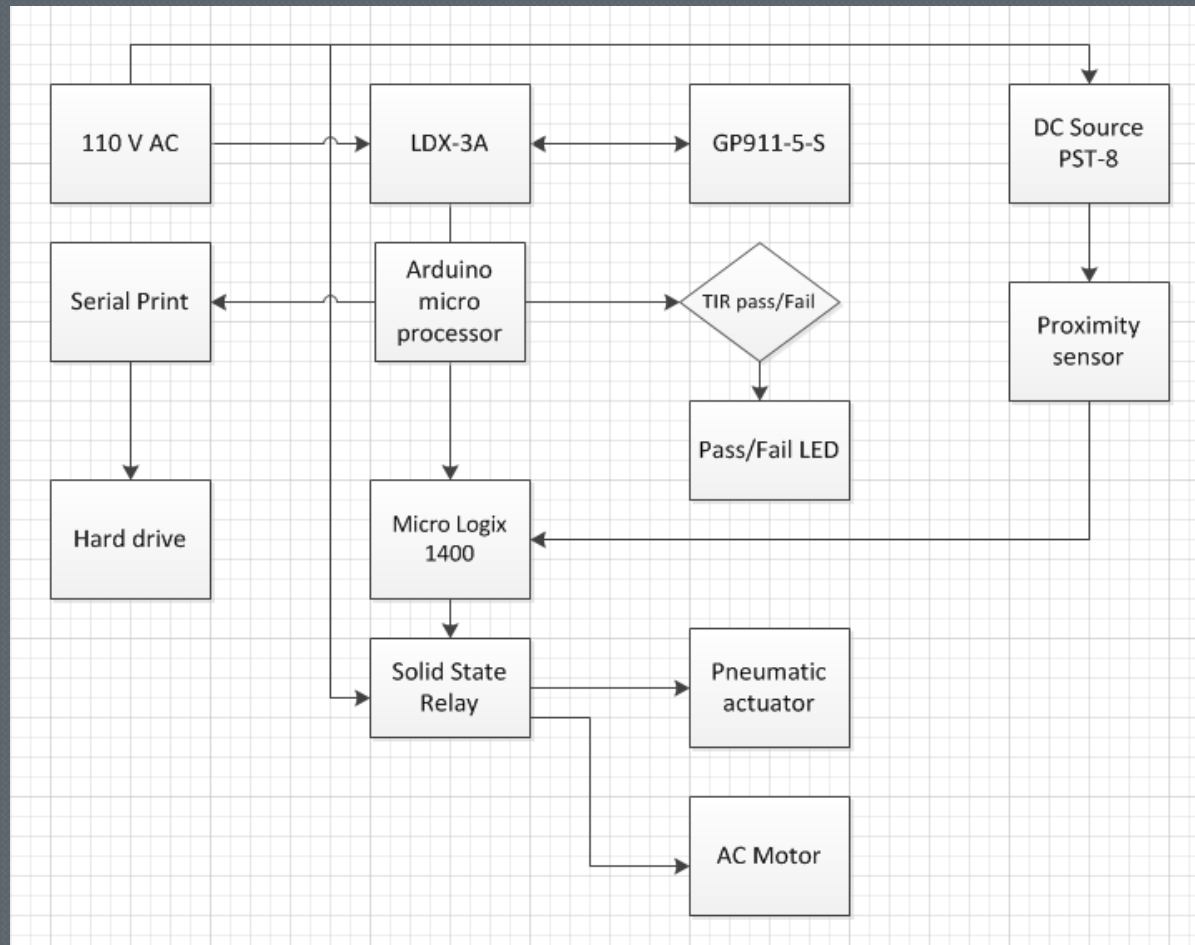 110 V AC
LDX-3A
GP911-5-S
DC Source
PST-8
Serial Print
Arduino
micro
processor
TIR pass/Fail
Proximity
sensor
Pass/Fail LED
Hard drive
Micro Logix
1400
Solid State
Relay
Pneumatic
actuator
AC Motor